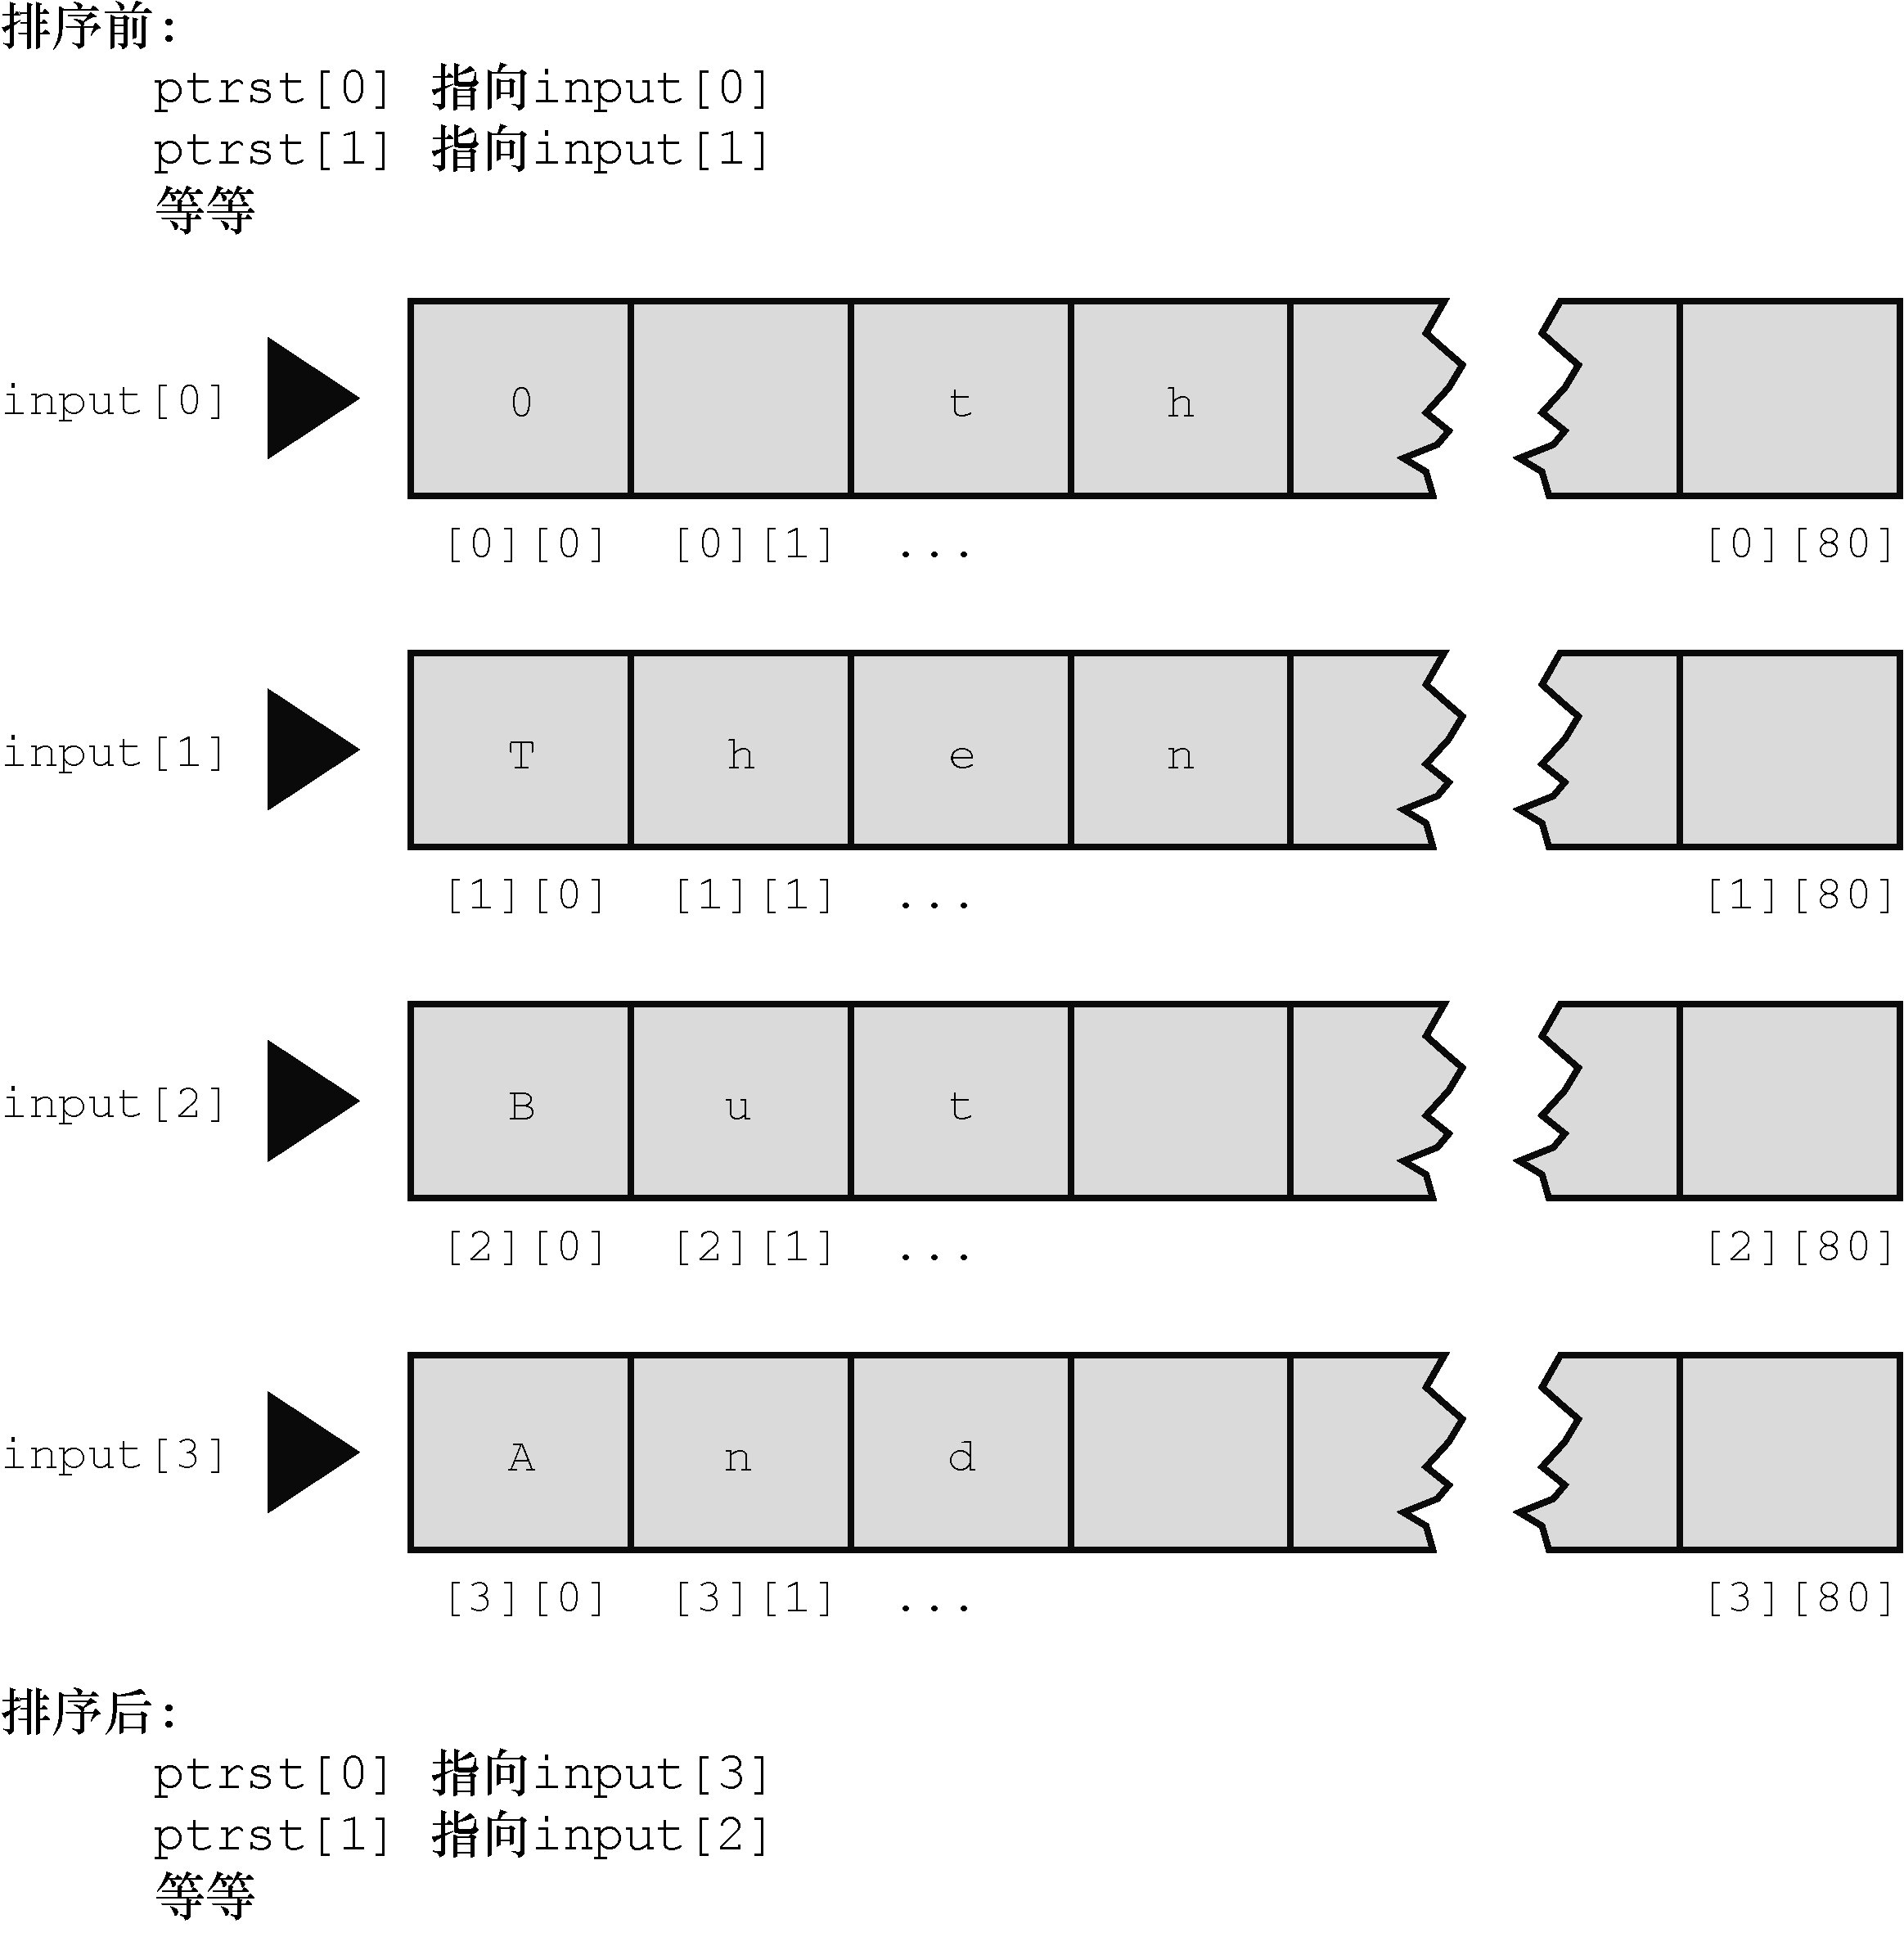 排序前：
ptrst[0] 指向input[0]
ptrst[1] 指向input[1]
等等
input[0] 0 t h
[0][0] [0][1] ... [0][80]
input[1] T h e n
[1][0] [1][1] ... [1][80]
input[2] B u t
[2][0] [2][1] ... [2][80]
input[3] A n d
[3][0] [3][1] ... [3][80]
排序后：
ptrst[0] 指向input[3]
ptrst[1] 指向input[2]
等等